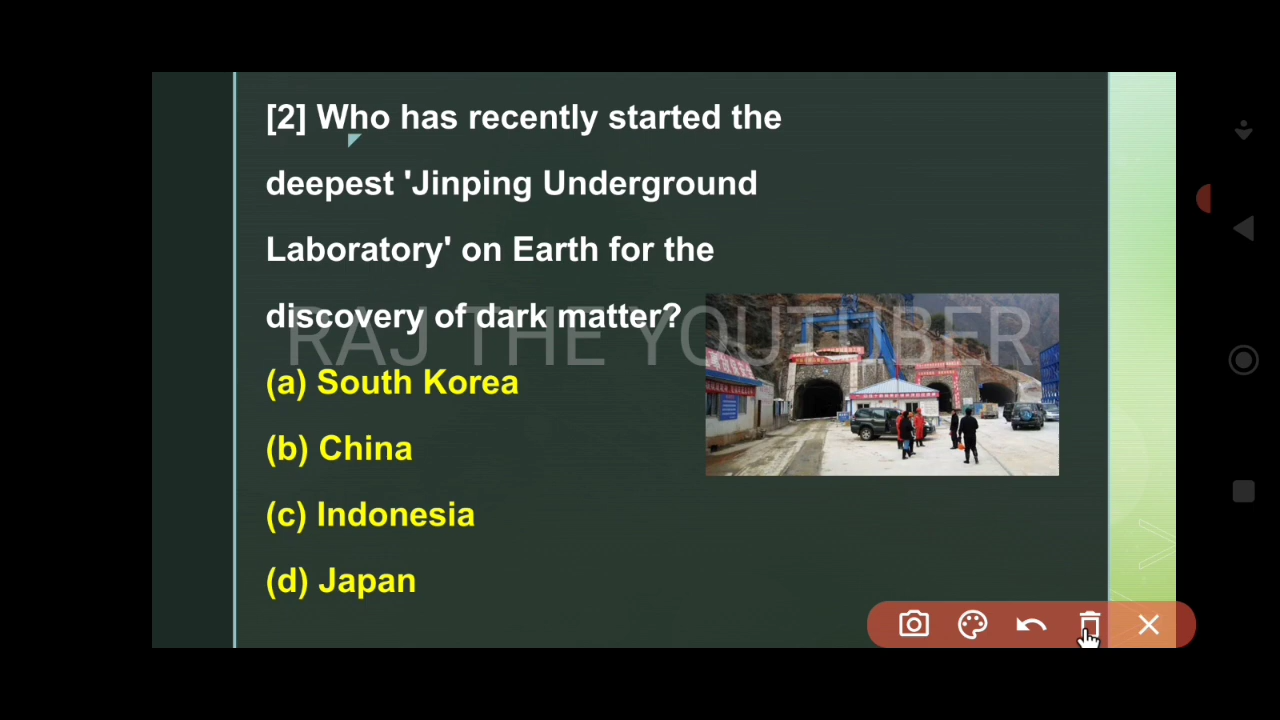 [2] Who has recently started the
deepest 'Jinping Underground
Laboratory' on Earth for the
discovery of dark matter?
RAJ THE YOUTUBER
(a) South Korea
(b) China
(c) Indonesia
(d) Japan